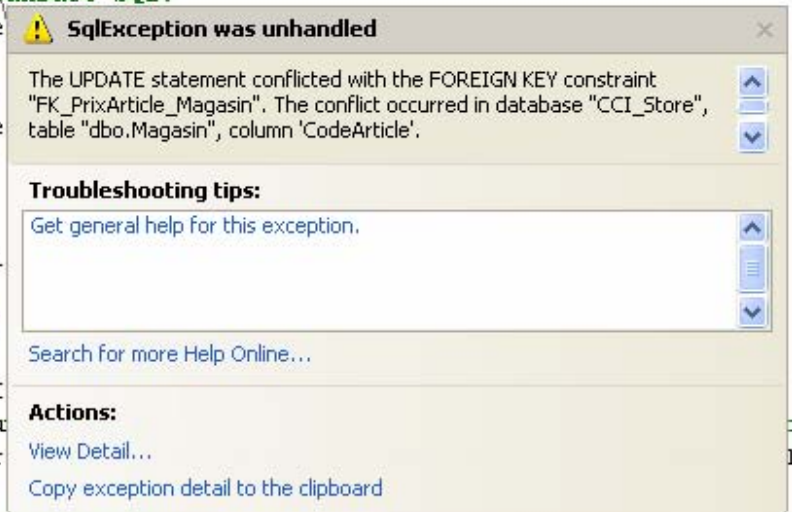 SqlException was unhandled
The UPDATE statement conflicted with the FOREIGN KEY constraint
"FK_PrixArticle_Magasin". The conflict occurred in database "CCI_Store",
table "dbo.Magasin", column 'CodeArticle'.
Troubleshooting tips:
Get general help for this exception.
Search for more Help Online...
Actions:
View Detail...
Copy exception detail to the clipboard